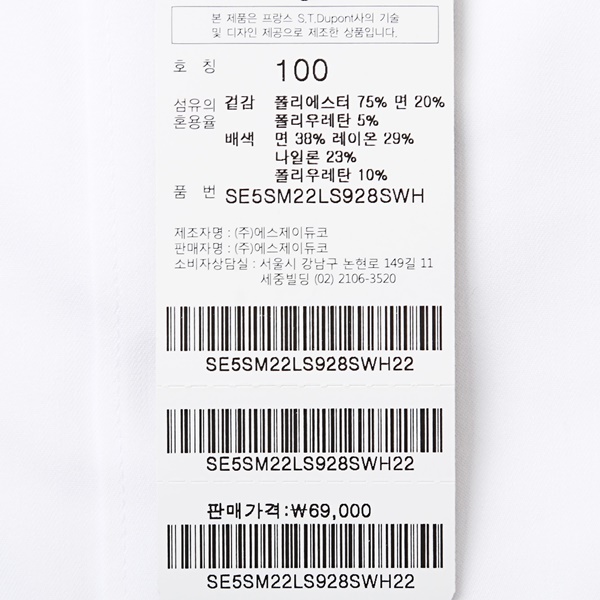 본 제품은 프랑스 S.T.Dupont사의 기술
및 디자인 제공으로 제조한 상품입니다.
호 칭 100
섬유의 겉감 폴리에스터 75% 면 20%
혼용율 폴리우레탄 5%
배색 면 38% 레이온 29%
나일론 23%
폴리우레탄 10%
품 번 SE5SM22LS928SWH
제조자명 : (주)에스제이듀코
판매자명 : (주)에스제이듀코
소비자상담실 : 서울시 강남구 논현로 149길 11
세중빌딩 (02) 2106-3520
SE5SM22LS928SWH22
SE5SM22LS928SWH22
판매가격:₩69,000
SE5SM22LS928SWH22